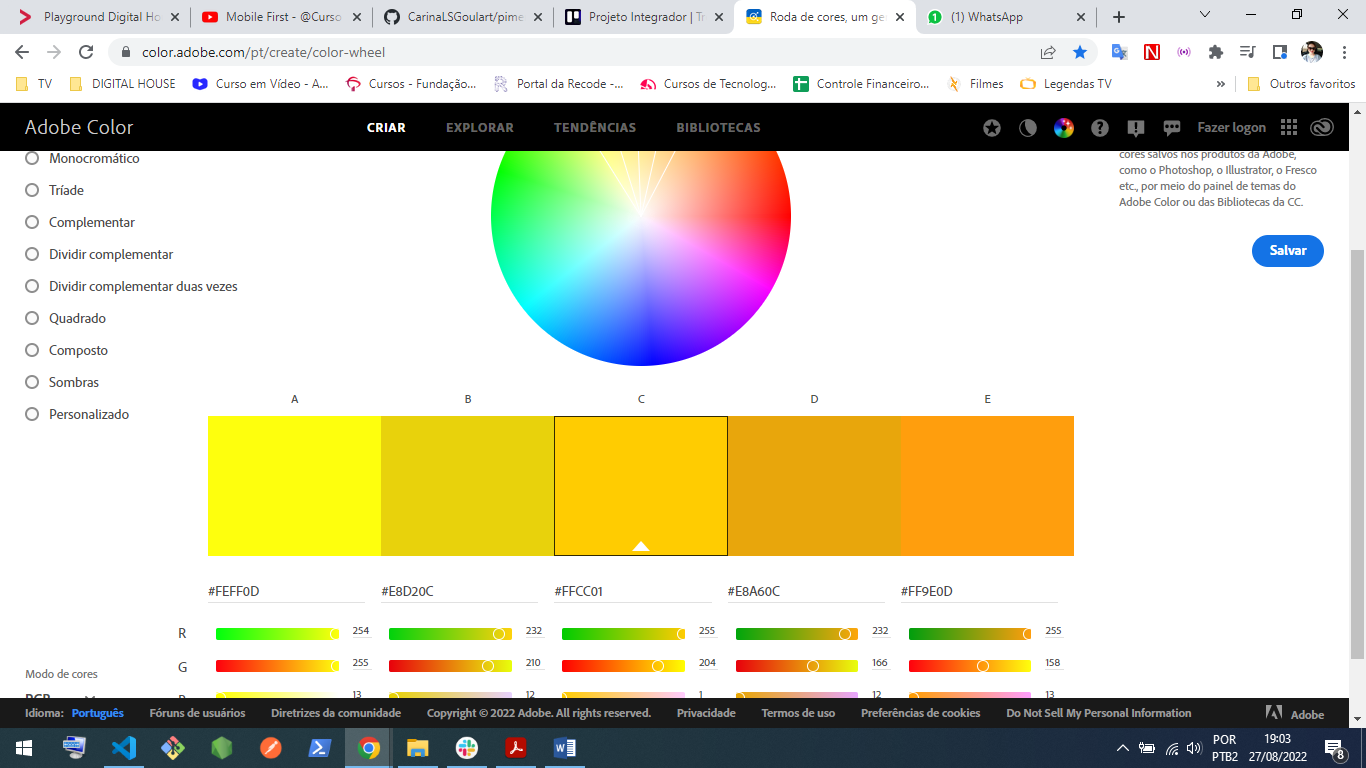 Playground Digital Ho
Mobile First - @Curso
CarinaLSGoulart/pime
Projeto Integrador | Tr
Roda de cores, um ge
(1) WhatsApp
color.adobe.com/pt/create/color-wheel
TV
DIGITAL HOUSE
Curso em Vídeo - A...
Cursos - Fundação...
Portal da Recode -...
Cursos de Tecnolog...
Controle Financeiro...
Filmes
Legendas TV
»
Outros favoritos
Adobe Color
CRIAR
EXPLORAR
TENDÊNCIAS
BIBLIOTECAS
Fazer logon
Monocromático
Tríade
Complementar
Dividir complementar
Dividir complementar duas vezes
Quadrado
Composto
Sombras
Personalizado
cores salvos nos produtos da Adobe,
como o Photoshop, o Illustrator, o Fresco
etc., por meio do painel de temas do
Adobe Color ou das Bibliotecas da CC.
Salvar
A B C D E
#FEFF0D #E8D20C #FFCC01 #E8A60C #FF9E0D
R 254 232 255 232 255
G 255 210 204 166 158
B 13 12 1 12 13
Modo de cores
RGB
Idioma: Português
Fóruns de usuários
Diretrizes da comunidade
Copyright © 2022 Adobe. All rights reserved.
Privacidade
Termos de uso
Preferências de cookies
Do Not Sell My Personal Information
Adobe
POR
PTB2
19:03
27/08/2022
8